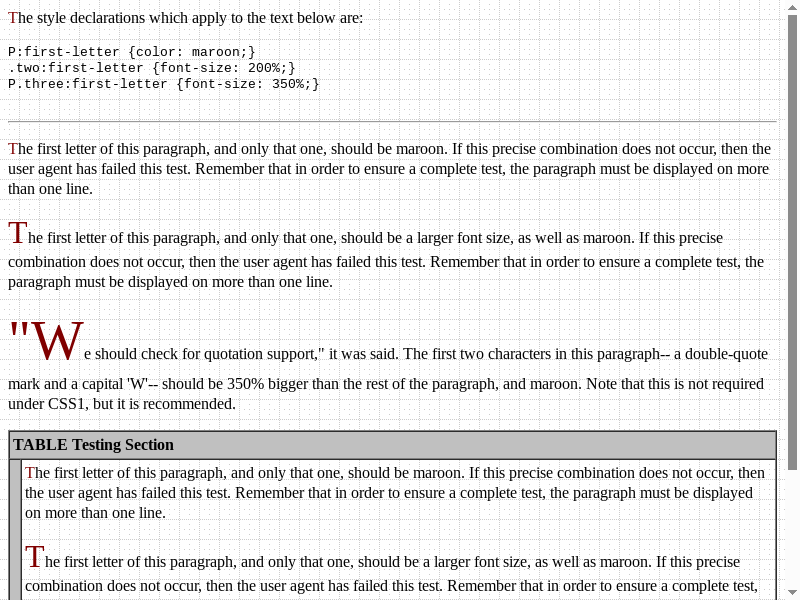 The style declarations which apply to the text below are:
P:first-letter {color: maroon;}
.two:first-letter {font-size: 200%;}
P.three:first-letter {font-size: 350%;}
The first letter of this paragraph, and only that one, should be maroon. If this precise combination does not occur, then the
user agent has failed this test. Remember that in order to ensure a complete test, the paragraph must be displayed on more
than one line.
The first letter of this paragraph, and only that one, should be a larger font size, as well as maroon. If this precise
combination does not occur, then the user agent has failed this test. Remember that in order to ensure a complete test, the
paragraph must be displayed on more than one line.
"We should check for quotation support," it was said. The first two characters in this paragraph-- a double-quote
mark and a capital 'W'-- should be 350% bigger than the rest of the paragraph, and maroon. Note that this is not required
under CSS1, but it is recommended.
TABLE Testing Section
The first letter of this paragraph, and only that one, should be maroon. If this precise combination does not occur, then
the user agent has failed this test. Remember that in order to ensure a complete test, the paragraph must be displayed
on more than one line.
The first letter of this paragraph, and only that one, should be a larger font size, as well as maroon. If this precise
combination does not occur, then the user agent has failed this test. Remember that in order to ensure a complete test,